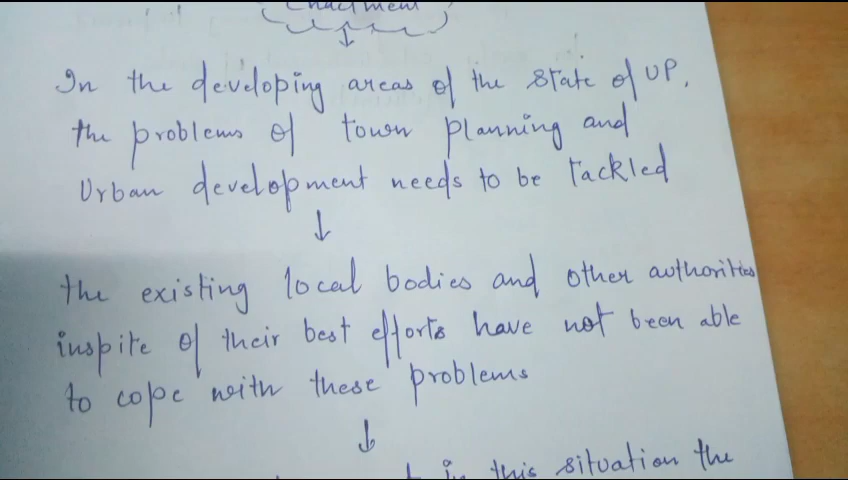 Enactment
↓
In the developing areas of the state of UP,
the problems of town planning and
Urban development needs to be tackled
↓
the existing local bodies and other authorities
inspite of their best efforts have not been able
to cope with these problems
↓
in this situation the